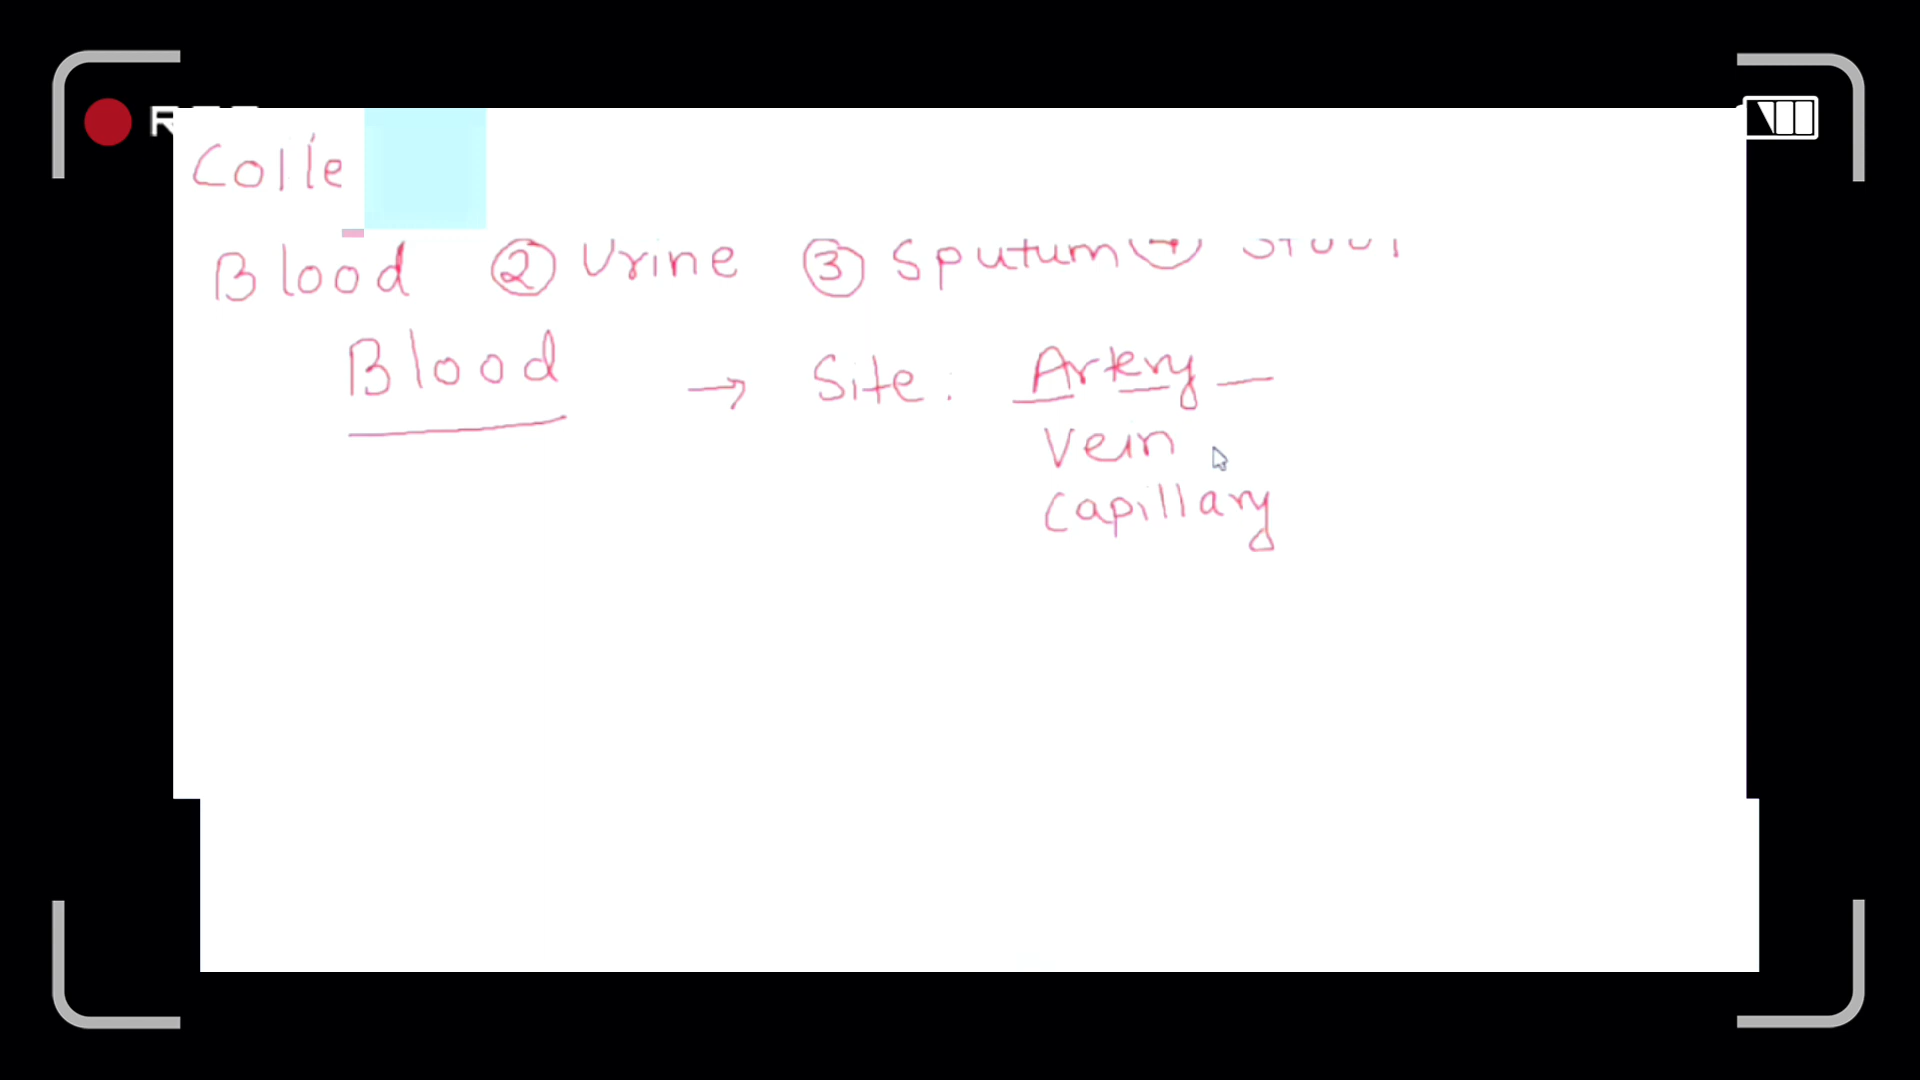 Colle
Blood ② Urine ③ Sputum
Blood → Site : Artery —
Vein
Capillary